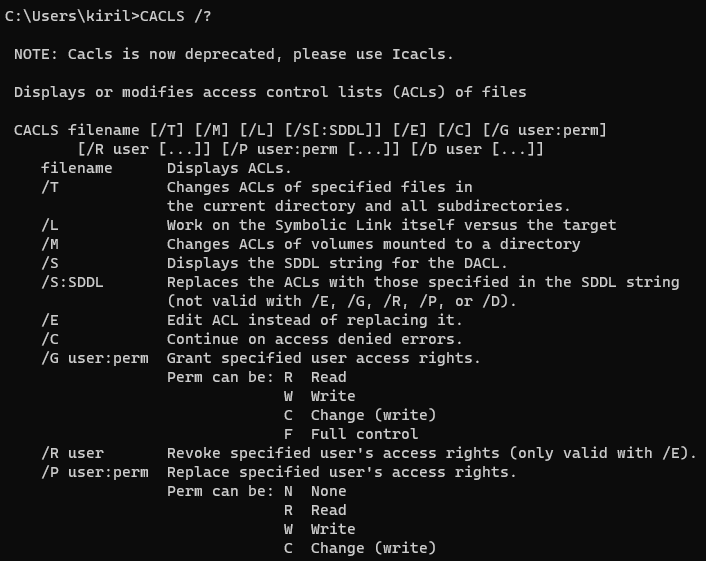 C:\Users\kiril>CACLS /?
NOTE: Cacls is now deprecated, please use Icacls.
Displays or modifies access control lists (ACLs) of files
CACLS filename [/T] [/M] [/L] [/S[:SDDL]] [/E] [/C] [/G user:perm]
[/R user [...]] [/P user:perm [...]] [/D user [...]]
filename      Displays ACLs.
/T            Changes ACLs of specified files in
the current directory and all subdirectories.
/L            Work on the Symbolic Link itself versus the target
/M            Changes ACLs of volumes mounted to a directory
/S            Displays the SDDL string for the DACL.
/S:SDDL       Replaces the ACLs with those specified in the SDDL string
(not valid with /E, /G, /R, /P, or /D).
/E            Edit ACL instead of replacing it.
/C            Continue on access denied errors.
/G user:perm  Grant specified user access rights.
Perm can be: R  Read
W  Write
C  Change (write)
F  Full control
/R user       Revoke specified user's access rights (only valid with /E).
/P user:perm  Replace specified user's access rights.
Perm can be: N  None
R  Read
W  Write
C  Change (write)